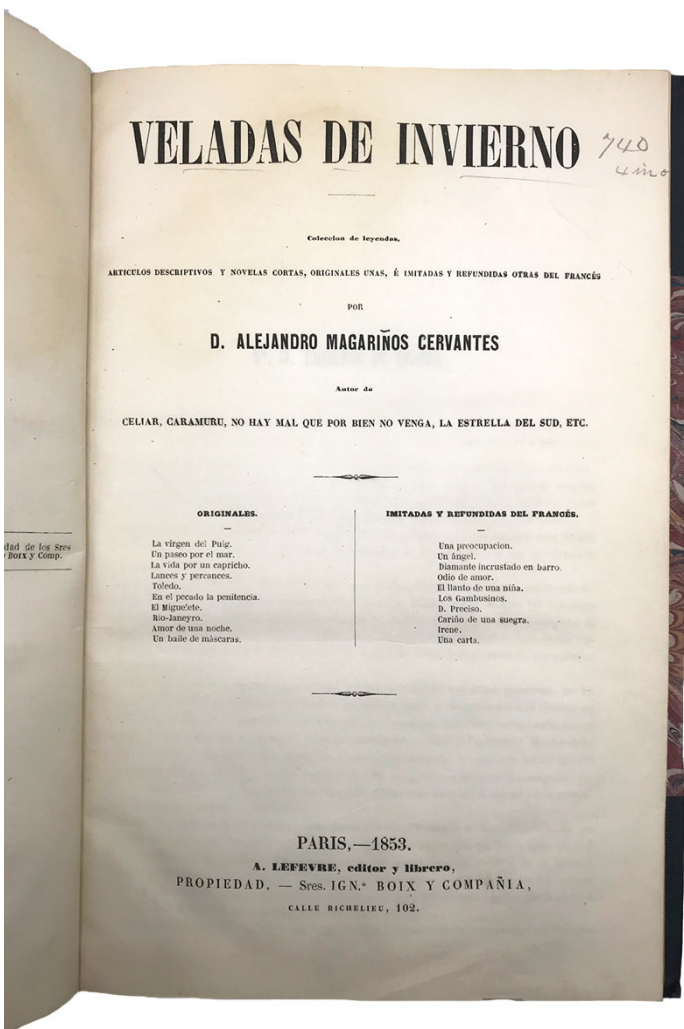 VELADAS DE INVIERNO
740
4 in o
Coleccion de leyendas,
ARTICULOS DESCRIPTIVOS Y NOVELAS CORTAS, ORIGINALES UNAS, É IMITADAS Y REFUNDIDAS OTRAS DEL FRANCÉS
POR
D. ALEJANDRO MAGARIÑOS CERVANTES
Autor de
CELIAR, CARAMURU, NO HAY MAL QUE POR BIEN NO VENGA, LA ESTRELLA DEL SUD, ETC.
ORIGINALES.
La vírgen del Puig.
Un paseo por el mar.
La vida por un capricho.
Lances y percances.
Toledo.
En el pecado la penitencia.
El Miguelete.
Rio-Janeyro.
Amor de una noche.
Un baile de máscaras.
IMITADAS Y REFUNDIDAS DEL FRANCÉS.
Una preocupacion.
Un ángel.
Diamante incrustado en barro.
Odio de amor.
El llanto de una niña.
Los Gambusinos.
D. Preciso.
Cariño de una suegra.
Irene.
Una carta.
dad de los Sres
Boix y Comp.
PARIS,—1853.
A. LEFEVRE, editor y librero,
PROPIEDAD, — Sres. IGN.º BOIX Y COMPAÑIA,
CALLE RICHELIEU, 102.